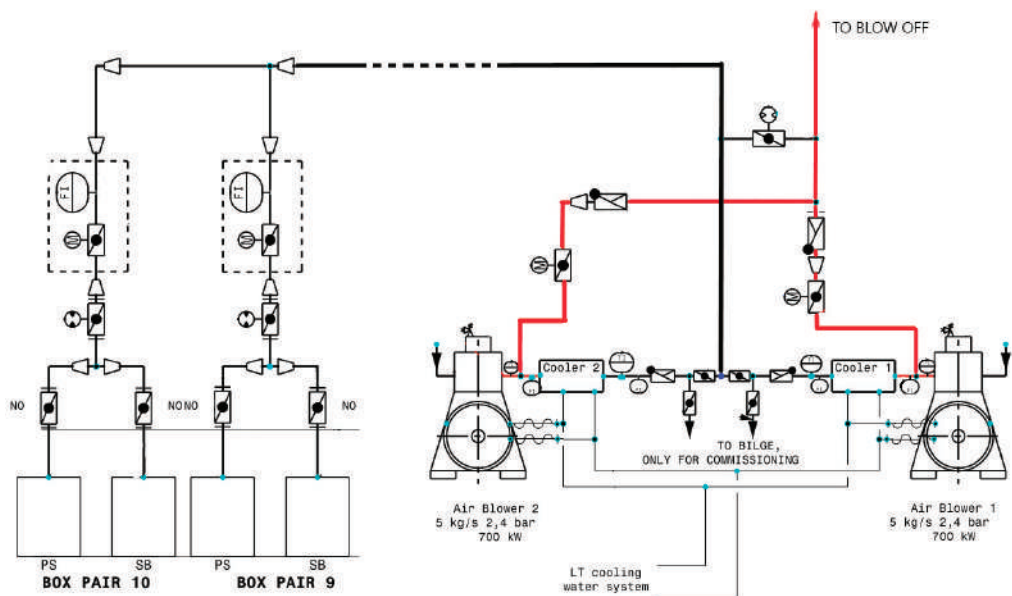 TO BLOW OFF
FI
FI
Cooler 2
Cooler 1
NO
NO
NO
NO
TO BILGE,
ONLY FOR COMMISSIONING
Air Blower 2
5 kg/s 2,4 bar
700 kW
Air Blower 1
5 kg/s 2,4 bar
700 kW
PS
SB
PS
SB
BOX PAIR 10
BOX PAIR 9
LT cooling
water system